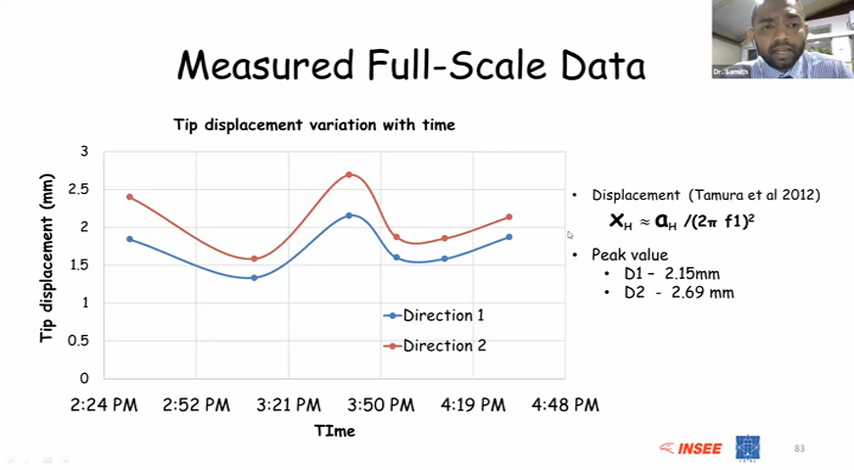 Dr. Samith
Measured Full-Scale Data
Tip displacement variation with time
Tip displacement (mm)
3
2.5
2
1.5
1
0.5
0
Direction 1
Direction 2
2:24 PM 2:52 PM 3:21 PM 3:50 PM 4:19 PM 4:48 PM
TIme
• Displacement (Tamura et al 2012)
xH ≈ aH /(2π f1)²
• Peak value
• D1 – 2.15mm
• D2 - 2.69 mm
INSEE
83